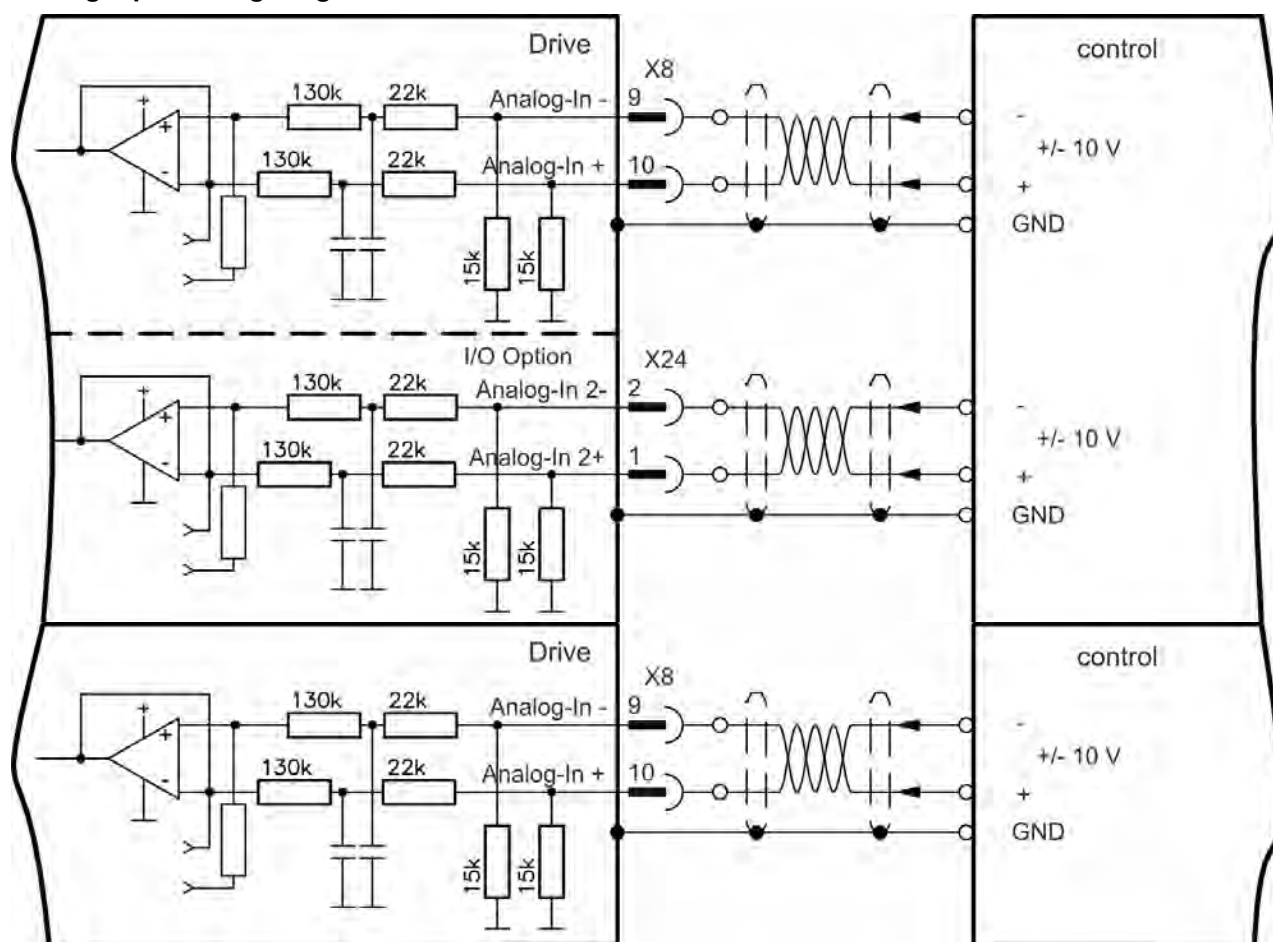 Drive
control
X8
130k 22k Analog-In - 9 -
+
+ +/- 10 V
130k 22k Analog-In + 10
- +
GND
15k 15k
I/O Option X24
130k 22k Analog-In 2- 2 -
+
+ +/- 10 V
130k 22k Analog-In 2+ 1
- +
GND
15k 15k
Drive
control
X8
130k 22k Analog-In - 9 -
+
+ +/- 10 V
130k 22k Analog-In + 10
- +
GND
15k 15k